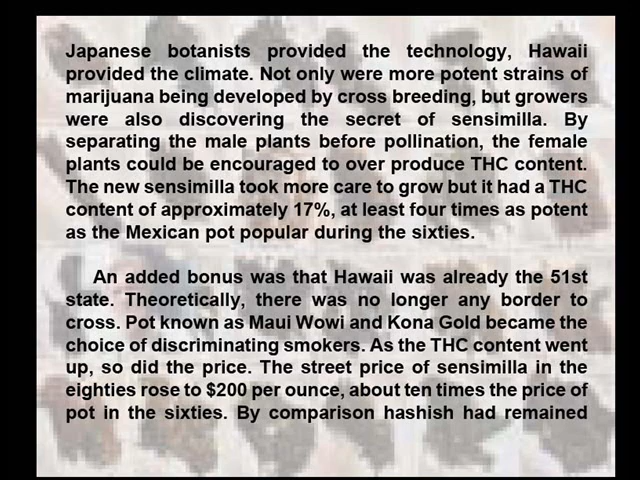 Japanese botanists provided the technology, Hawaii
provided the climate. Not only were more potent strains of
marijuana being developed by cross breeding, but growers
were also discovering the secret of sensimilla. By
separating the male plants before pollination, the female
plants could be encouraged to over produce THC content.
The new sensimilla took more care to grow but it had a THC
content of approximately 17%, at least four times as potent
as the Mexican pot popular during the sixties.
An added bonus was that Hawaii was already the 51st
state. Theoretically, there was no longer any border to
cross. Pot known as Maui Wowi and Kona Gold became the
choice of discriminating smokers. As the THC content went
up, so did the price. The street price of sensimilla in the
eighties rose to $200 per ounce, about ten times the price of
pot in the sixties. By comparison hashish had remained